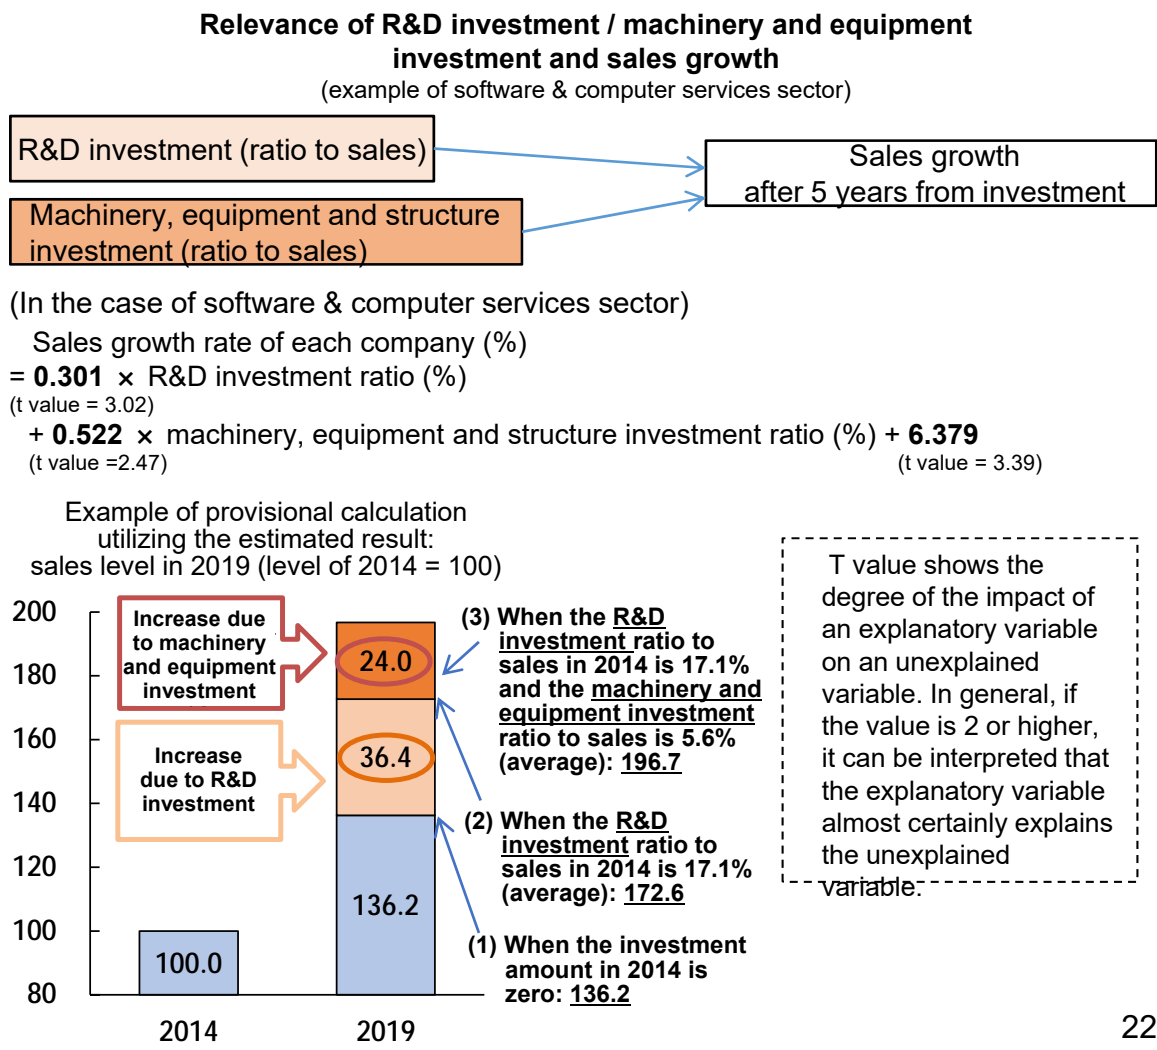 Relevance of R&D investment / machinery and equipment
investment and sales growth
(example of software & computer services sector)
R&D investment (ratio to sales)
Machinery, equipment and structure
investment (ratio to sales)
Sales growth
after 5 years from investment
(In the case of software & computer services sector)
Sales growth rate of each company (%)
= 0.301 × R&D investment ratio (%)
(t value = 3.02)
+ 0.522 × machinery, equipment and structure investment ratio (%) + 6.379
(t value =2.47)
(t value = 3.39)
Example of provisional calculation
utilizing the estimated result:
sales level in 2019 (level of 2014 = 100)
200
180
160
140
120
100
80
Increase due
to machinery
and equipment
investment
Increase
due to R&D
investment
24.0
36.4
136.2
100.0
2014
2019
(3) When the R&D
investment ratio to
sales in 2014 is 17.1%
and the machinery and
equipment investment
ratio to sales is 5.6%
(average): 196.7
(2) When the R&D
investment ratio to
sales in 2014 is 17.1%
(average): 172.6
(1) When the investment
amount in 2014 is
zero: 136.2
T value shows the
degree of the impact of
an explanatory variable
on an unexplained
variable. In general, if
the value is 2 or higher,
it can be interpreted that
the explanatory variable
almost certainly explains
the unexplained
variable.
22